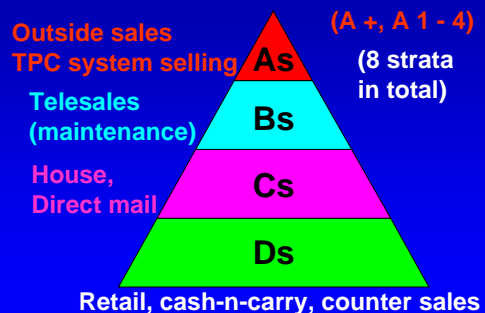 Outside sales
TPC system selling
(A +, A 1 - 4)
(8 strata
in total)
As
Telesales
(maintenance)
Bs
House,
Direct mail
Cs
Ds
Retail, cash-n-carry, counter sales